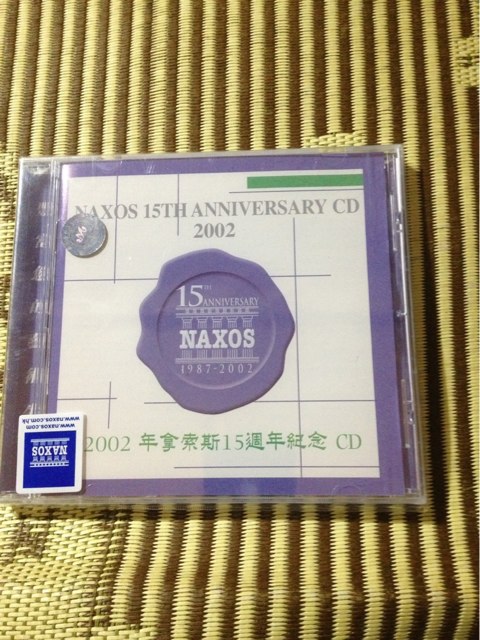 NAXOS 15TH ANNIVERSARY CD
2002
15TH
ANNIVERSARY
NAXOS
1987-2002
2002 年拿索斯15週年紀念 CD
www.naxos.com.hk
www.naxos.com
NAXOS